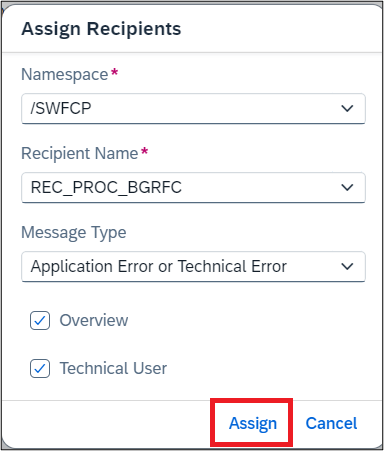 Assign Recipients
Namespace*
/SWFCP
Recipient Name*
REC_PROC_BGRFC
Message Type
Application Error or Technical Error
Overview
Technical User
Assign Cancel